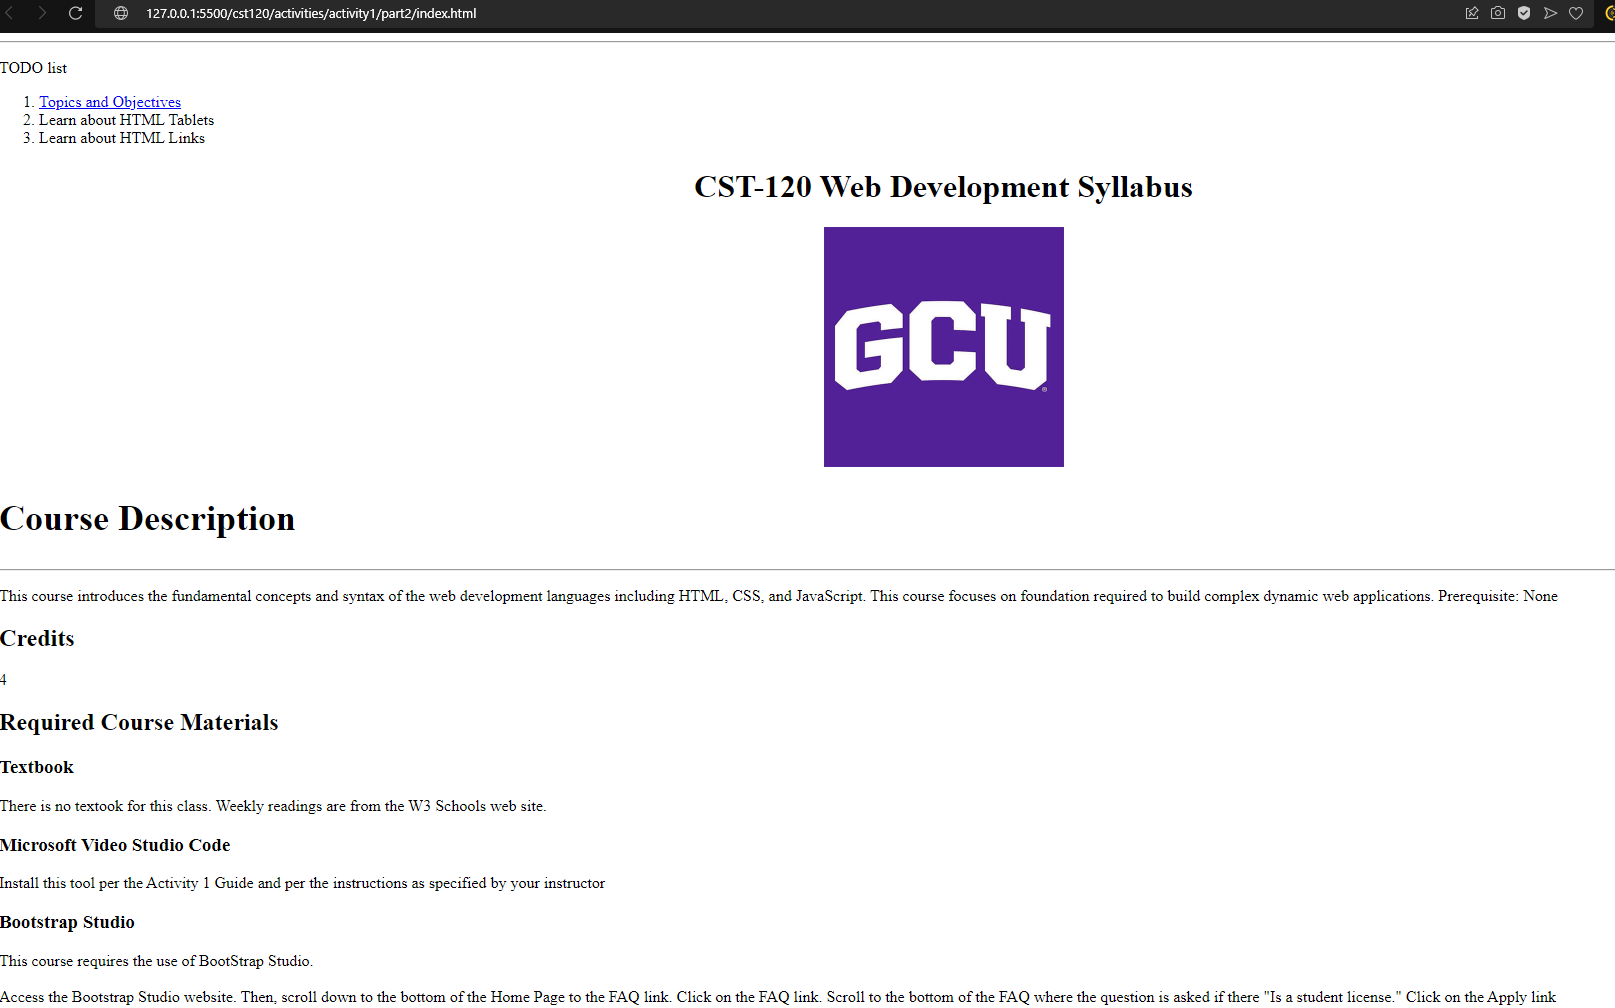 127.0.0.1:5500/cst120/activities/activity1/part2/index.html
TODO list
1. Topics and Objectives
2. Learn about HTML Tablets
3. Learn about HTML Links
CST-120 Web Development Syllabus
GCU
Course Description
This course introduces the fundamental concepts and syntax of the web development languages including HTML, CSS, and JavaScript. This course focuses on foundation required to build complex dynamic web applications. Prerequisite: None
Credits
4
Required Course Materials
Textbook
There is no textook for this class. Weekly readings are from the W3 Schools web site.
Microsoft Video Studio Code
Install this tool per the Activity 1 Guide and per the instructions as specified by your instructor
Bootstrap Studio
This course requires the use of BootStrap Studio.
Access the Bootstrap Studio website. Then, scroll down to the bottom of the Home Page to the FAQ link. Click on the FAQ link. Scroll to the bottom of the FAQ where the question is asked if there "Is a student license." Click on the Apply link